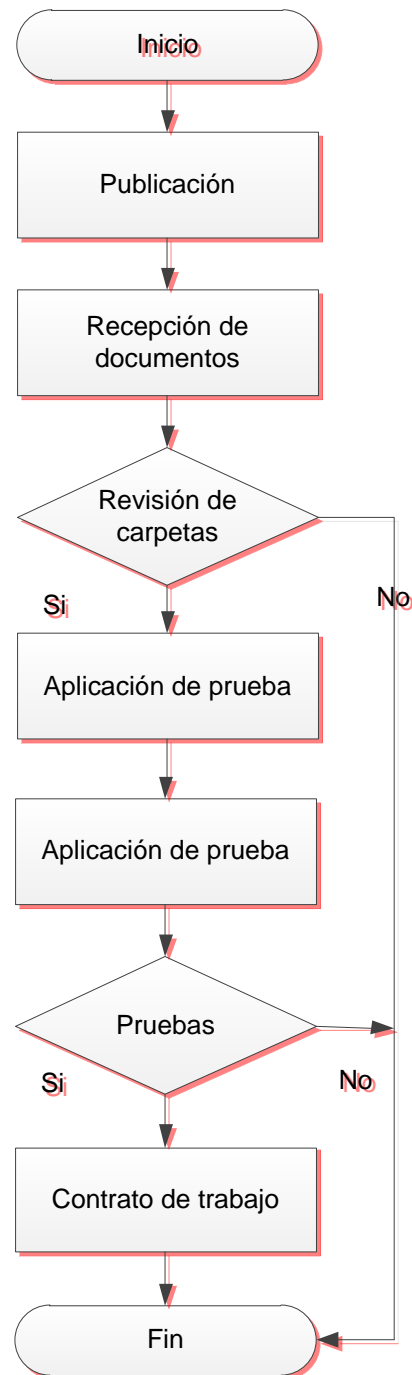 Inicio
Publicación
Recepción de
documentos
Revisión de
carpetas
Si
No
Aplicación de prueba
Aplicación de prueba
Pruebas
Si
No
Contrato de trabajo
Fin